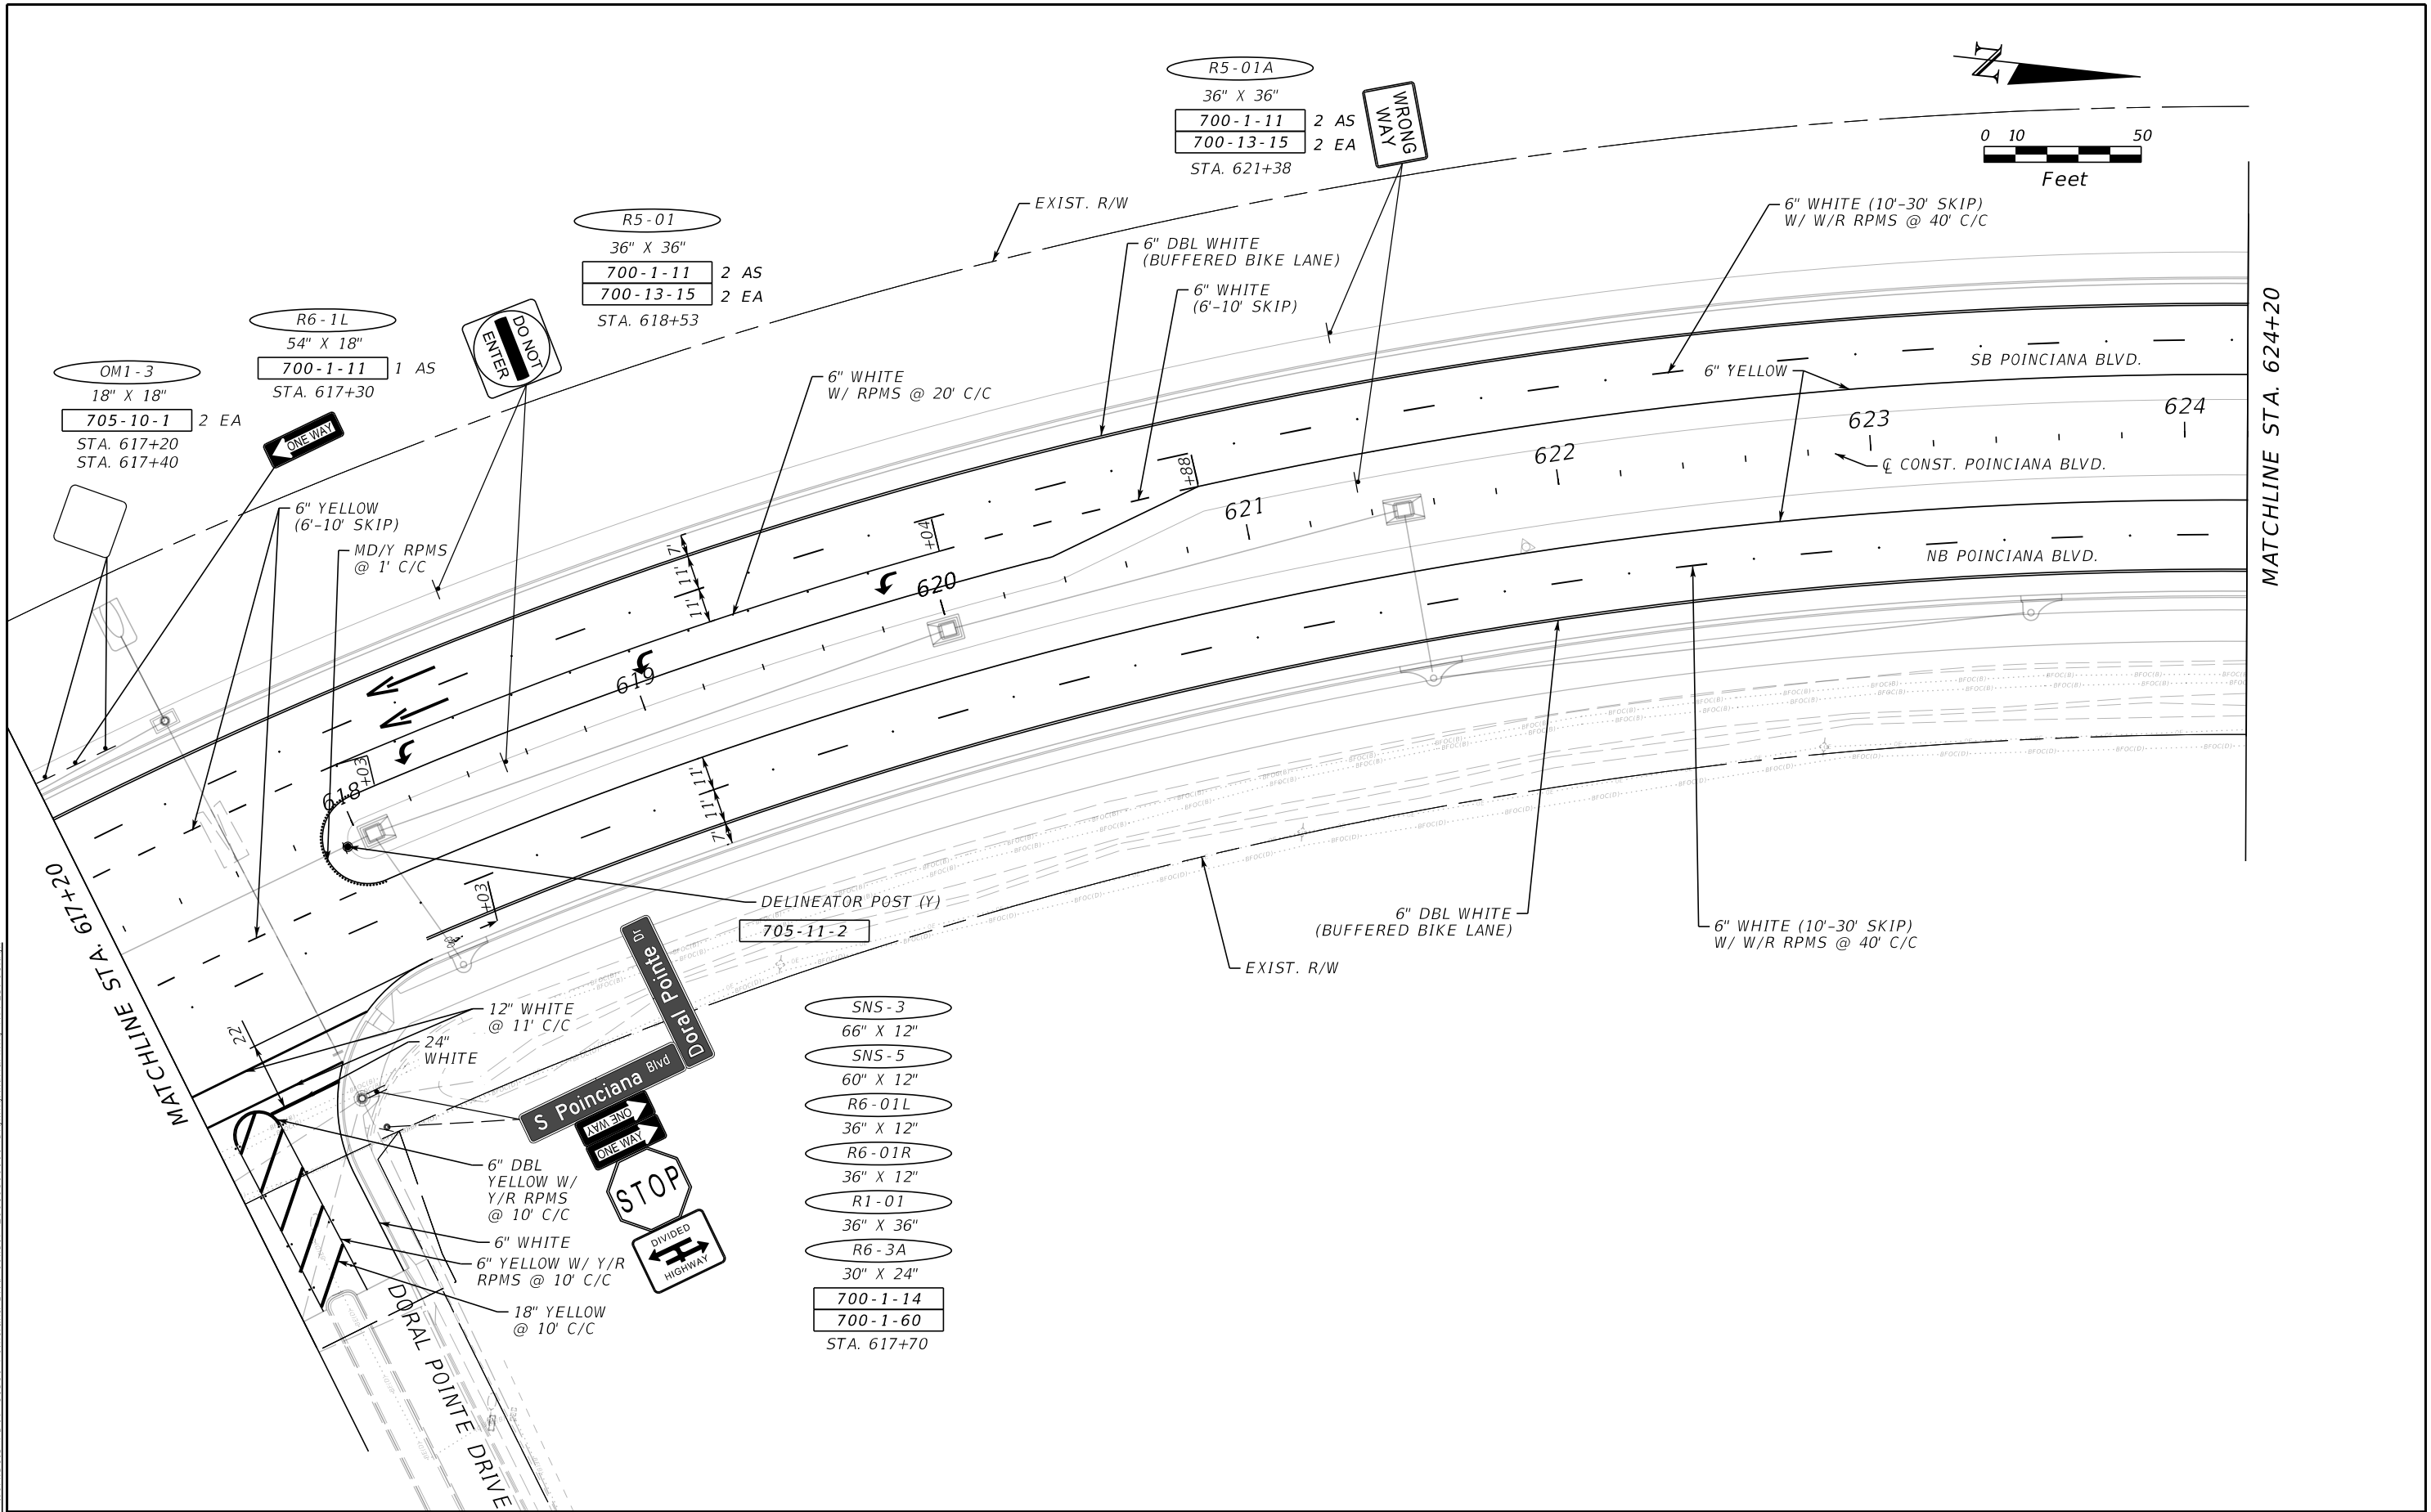 R5-01A
36" X 36"
700-1-11 2 AS
700-13-15 2 EA
STA. 621+38
WRONG
WAY
N
0 10 50
Feet
R5-01
36" X 36"
700-1-11 2 AS
700-13-15 2 EA
STA. 618+53
DO NOT
ENTER
EXIST. R/W
6" DBL WHITE
(BUFFERED BIKE LANE)
6" WHITE
(6'-10' SKIP)
6" WHITE (10'-30' SKIP)
W/ W/R RPMS @ 40' C/C
R6-1L
54" X 18"
700-1-11 1 AS
STA. 617+30
ONE WAY
OM1-3
18" X 18"
705-10-1 2 EA
STA. 617+20
STA. 617+40
6" WHITE
W/ RPMS @ 20' C/C
6" YELLOW
SB POINCIANA BLVD.
MATCHLINE STA. 624+20
6" YELLOW
(6'-10' SKIP)
MD/Y RPMS
@ 1' C/C
618
619
620
621
622
623
624
℄ CONST. POINCIANA BLVD.
+88
+04
+03
+03
7'
11'
11'
11'
11'
7'
NB POINCIANA BLVD.
DELINEATOR POST (Y)
705-11-2
6" DBL WHITE
(BUFFERED BIKE LANE)
6" WHITE (10'-30' SKIP)
W/ W/R RPMS @ 40' C/C
EXIST. R/W
MATCHLINE STA. 617+20
22'
12" WHITE
@ 11' C/C
24"
WHITE
Doral Pointe Dr
S Poinciana Blvd
ONE WAY
ONE WAY
STOP
DIVIDED
HIGHWAY
6" DBL
YELLOW W/
Y/R RPMS
@ 10' C/C
6" WHITE
6" YELLOW W/ Y/R
RPMS @ 10' C/C
18" YELLOW
@ 10' C/C
DORAL POINTE DRIVE
SNS-3
66" X 12"
SNS-5
60" X 12"
R6-01L
36" X 12"
R6-01R
36" X 12"
R1-01
36" X 36"
R6-3A
30" X 24"
700-1-14
700-1-60
STA. 617+70